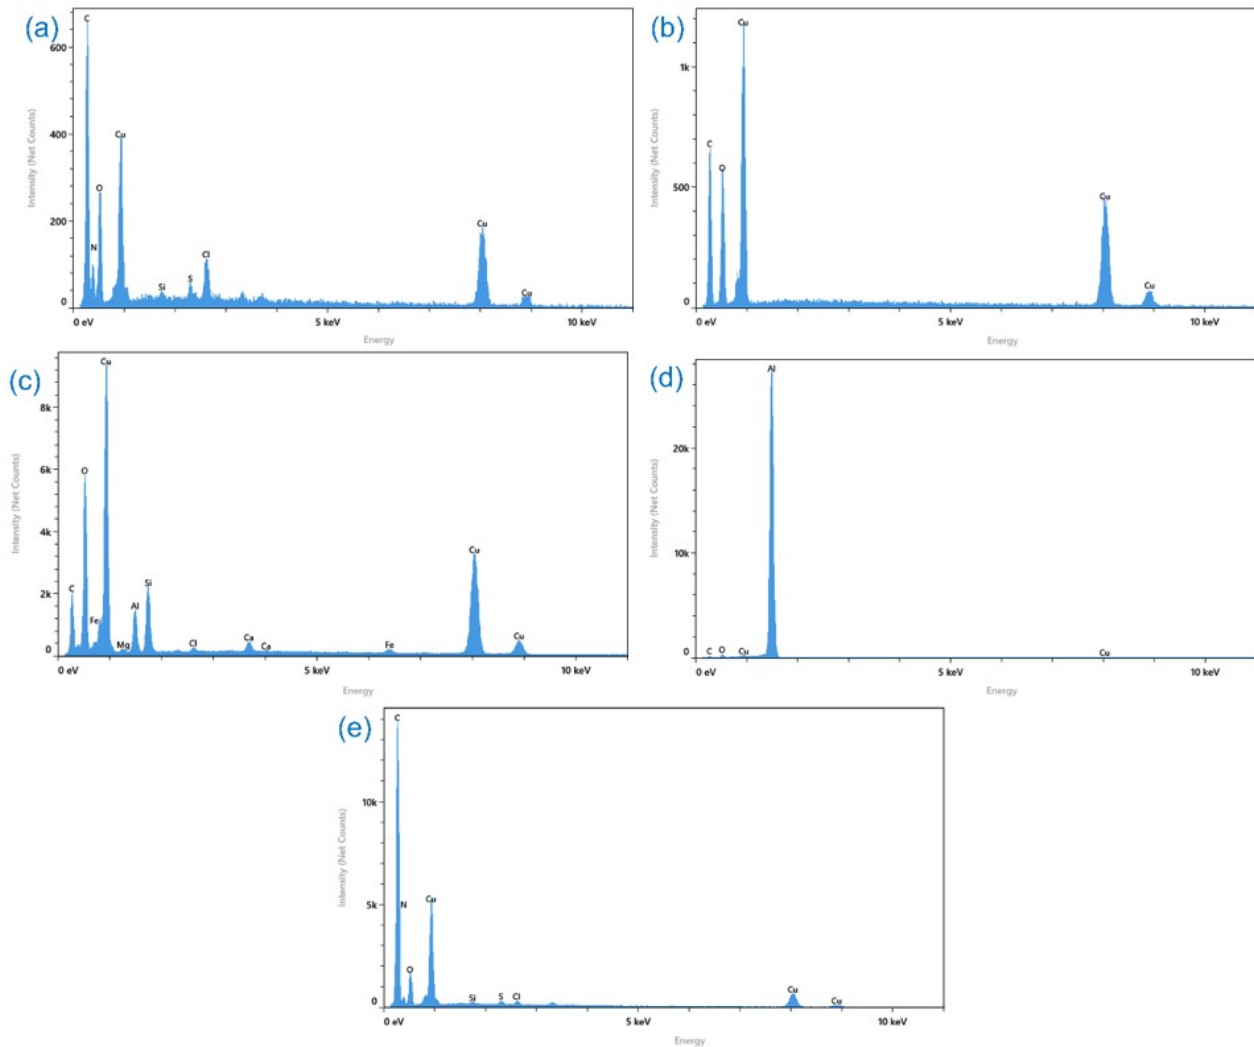 (a)
C
600
400
200
0
Cu
O
N
Si
S
Cl
Cu
Cu
0 eV 5 keV 10 keV
Energy
Intensity (Net Counts)
(b)
Cu
1k
C
O
500
0
Cu
Cu
0 eV 5 keV 10 keV
Energy
Intensity (Net Counts)
(c)
Cu
8k
6k
4k
2k
0
O
C
Fe
Mg
Al
Si
Cl
Ca
Ca
Fe
Cu
Cu
0 eV 5 keV 10 keV
Energy
Intensity (Net Counts)
(d)
Al
20k
10k
0
C O Cu
Cu
0 eV 5 keV 10 keV
Energy
Intensity (Net Counts)
(e)
C
10k
5k
0
N
Cu
O
Si
S
Cl
Cu
Cu
0 eV 5 keV 10 keV
Energy
Intensity (Net Counts)